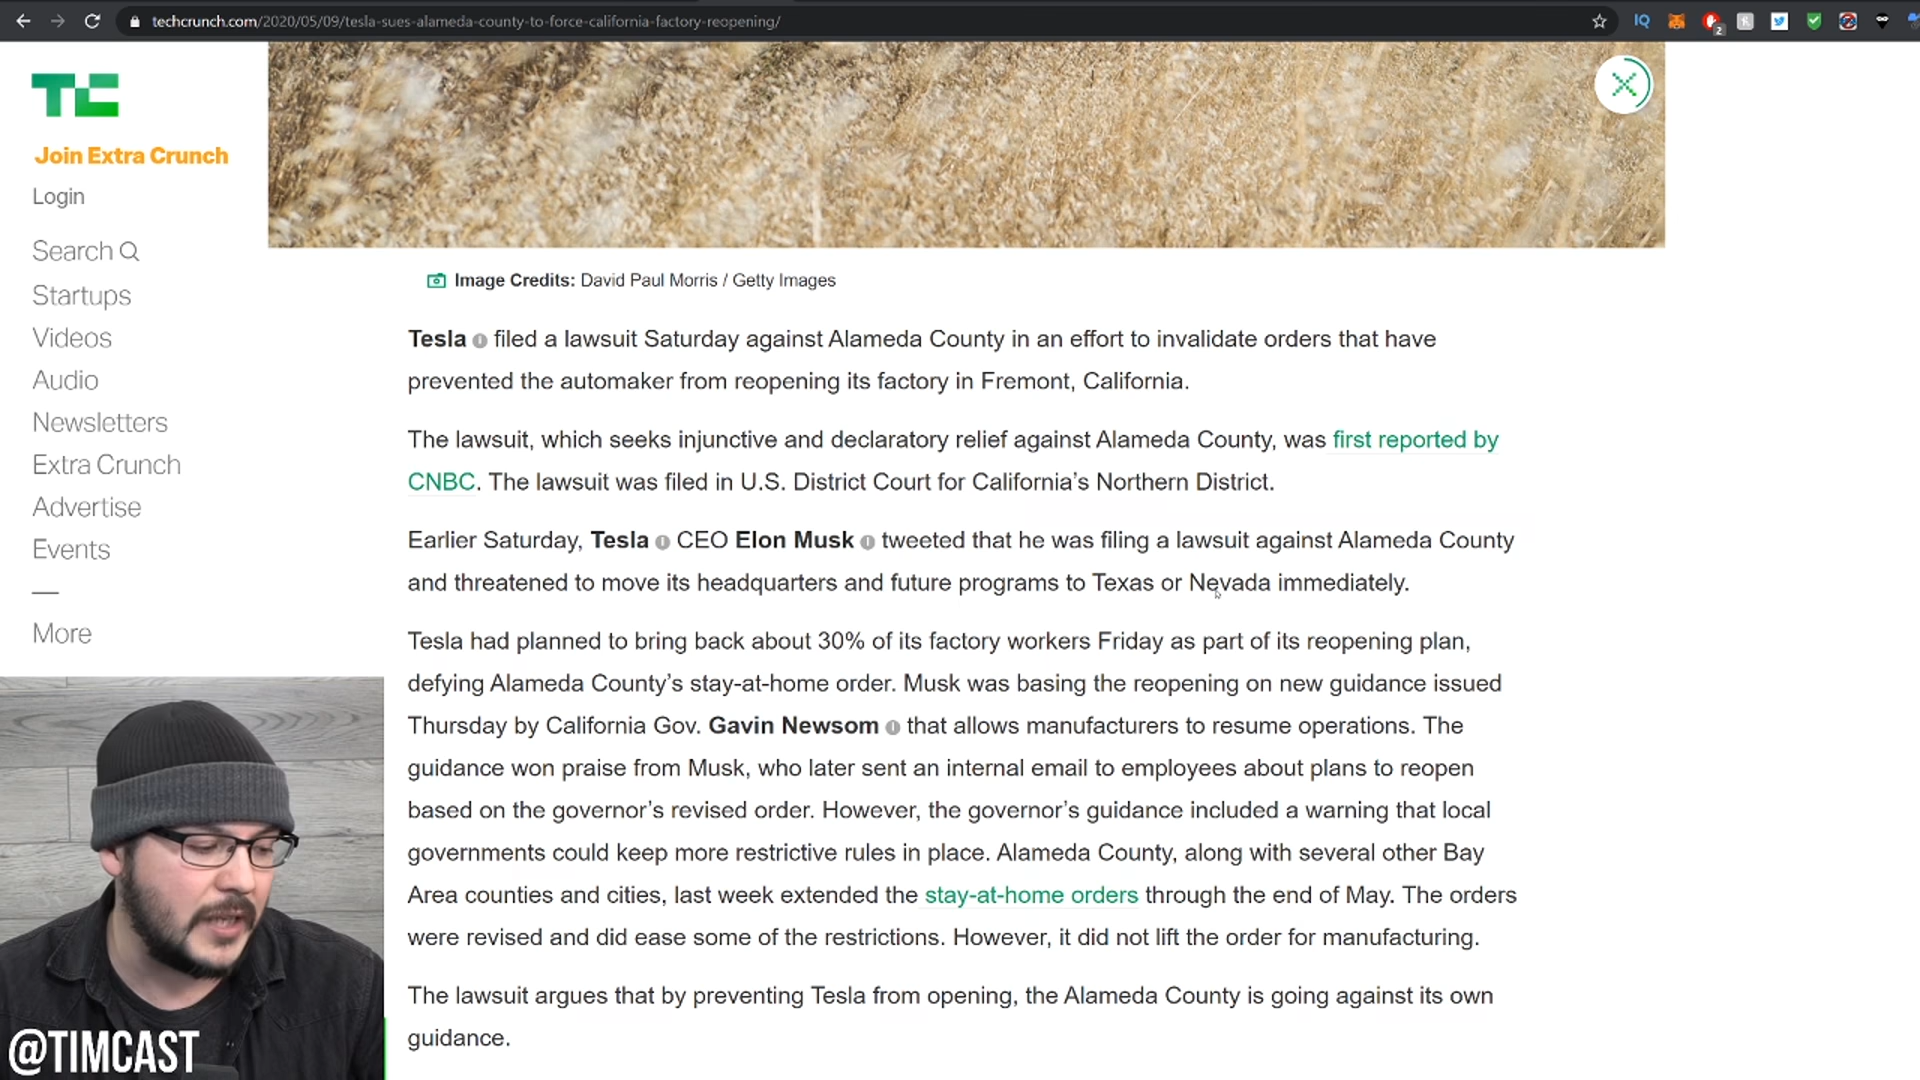 techcrunch.com/2020/05/09/tesla-sues-alameda-county-to-force-california-factory-reopening/
IQ
2
TC
Join Extra Crunch
Login
Search
Startups
Videos
Audio
Newsletters
Extra Crunch
Advertise
Events
More
Image Credits: David Paul Morris / Getty Images
Tesla filed a lawsuit Saturday against Alameda County in an effort to invalidate orders that have
prevented the automaker from reopening its factory in Fremont, California.
The lawsuit, which seeks injunctive and declaratory relief against Alameda County, was first reported by
CNBC. The lawsuit was filed in U.S. District Court for California’s Northern District.
Earlier Saturday, Tesla CEO Elon Musk tweeted that he was filing a lawsuit against Alameda County
and threatened to move its headquarters and future programs to Texas or Nevada immediately.
Tesla had planned to bring back about 30% of its factory workers Friday as part of its reopening plan,
defying Alameda County’s stay-at-home order. Musk was basing the reopening on new guidance issued
Thursday by California Gov. Gavin Newsom that allows manufacturers to resume operations. The
guidance won praise from Musk, who later sent an internal email to employees about plans to reopen
based on the governor’s revised order. However, the governor’s guidance included a warning that local
governments could keep more restrictive rules in place. Alameda County, along with several other Bay
Area counties and cities, last week extended the stay-at-home orders through the end of May. The orders
were revised and did ease some of the restrictions. However, it did not lift the order for manufacturing.
The lawsuit argues that by preventing Tesla from opening, the Alameda County is going against its own
guidance.
@TIMCAST